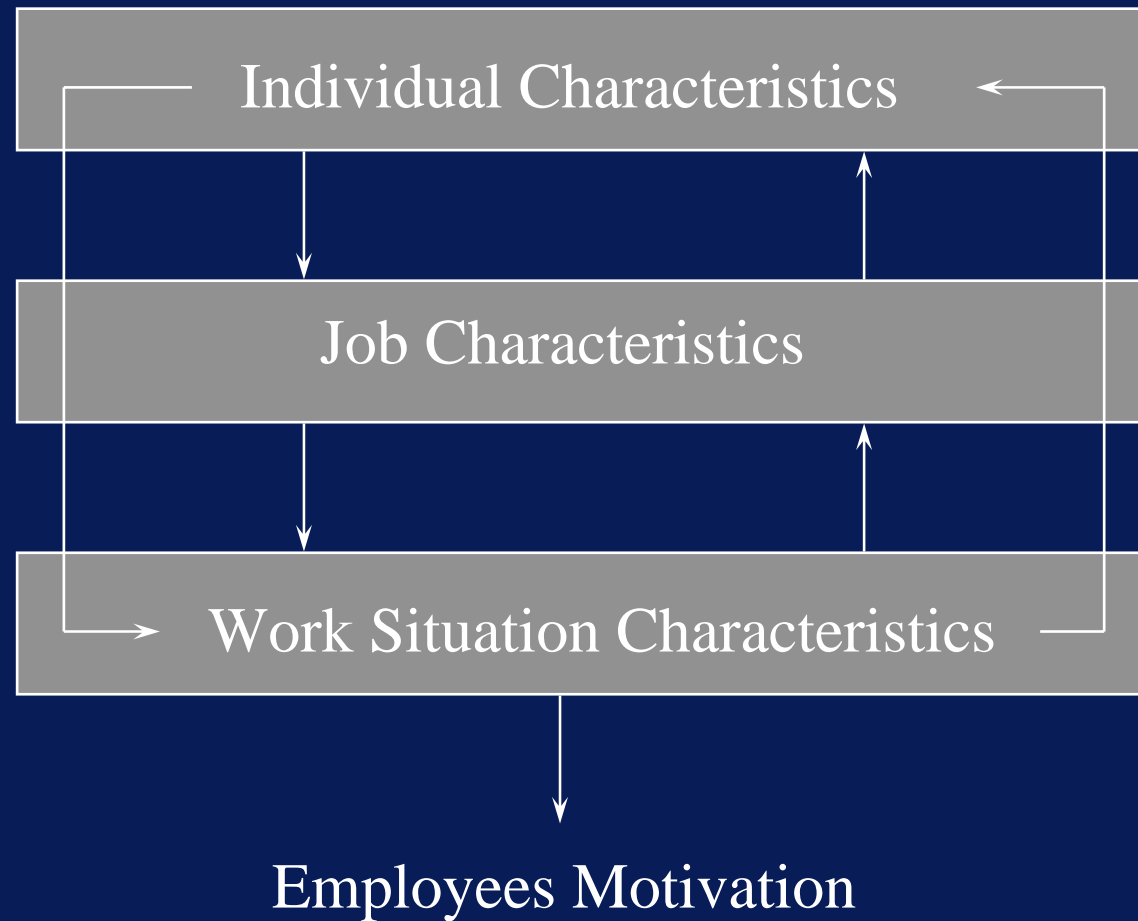 Individual Characteristics
Job Characteristics
Work Situation Characteristics
Employees Motivation